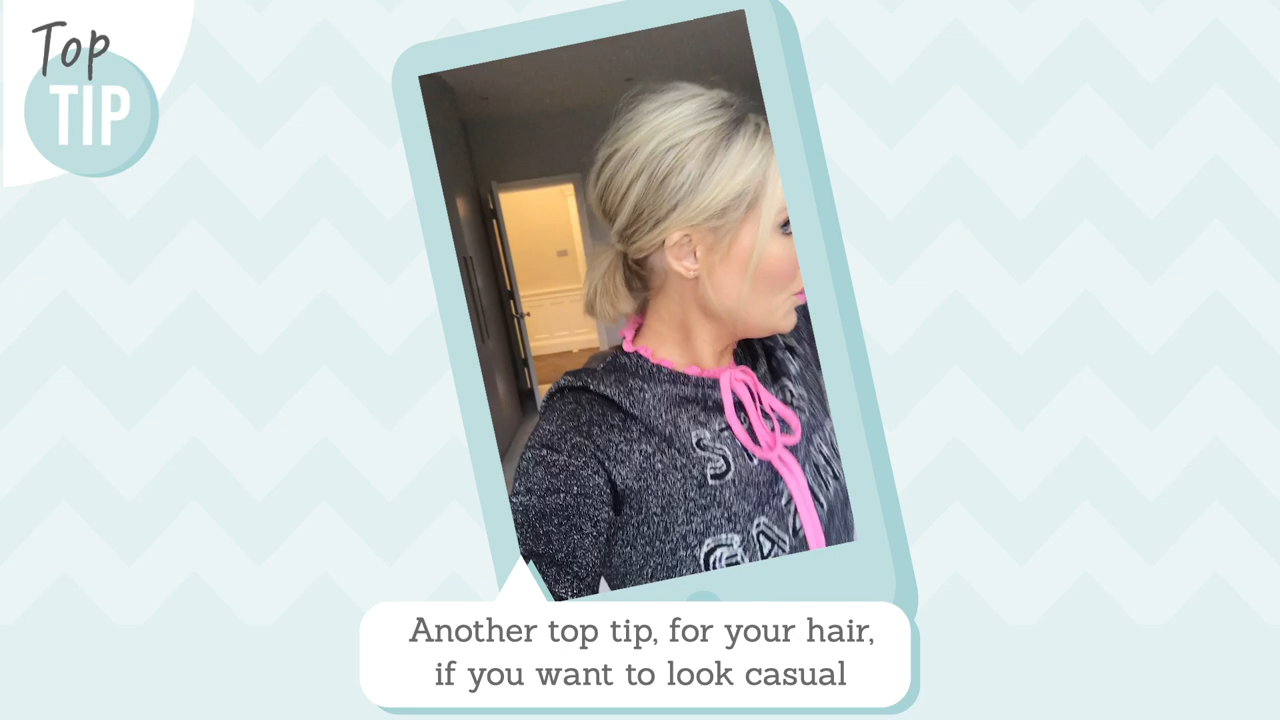 Top
TIP
Another top tip, for your hair,
if you want to look casual